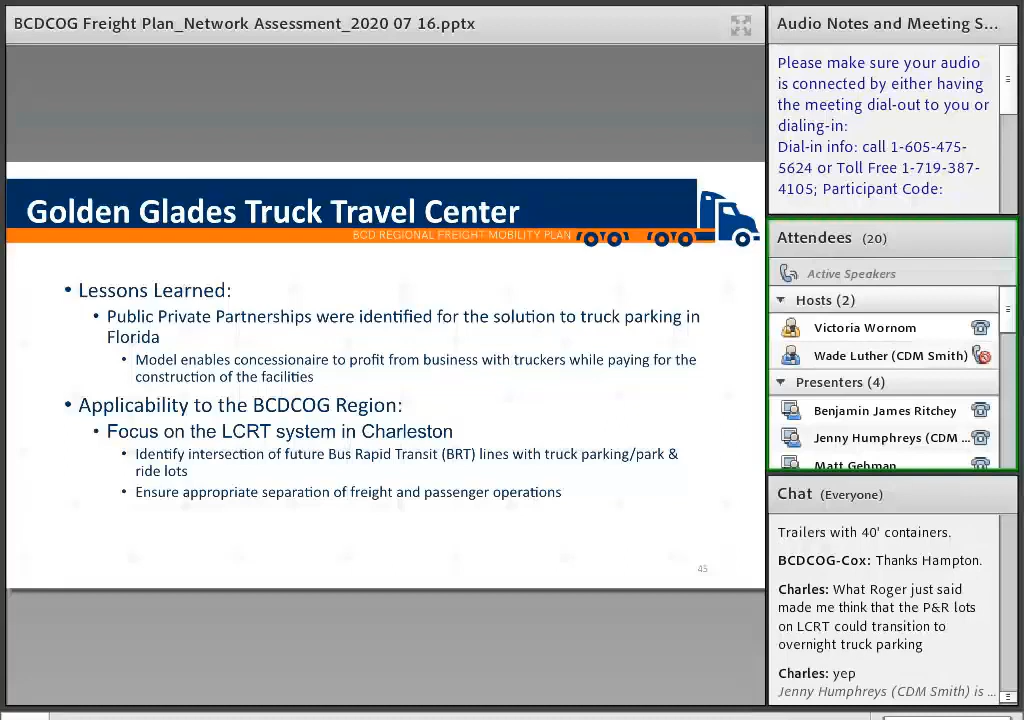 BCDCOG Freight Plan_Network Assessment_2020 07 16.pptx
Golden Glades Truck Travel Center
BCD REGIONAL FREIGHT MOBILITY PLAN
• Lessons Learned:
• Public Private Partnerships were identified for the solution to truck parking in
Florida
• Model enables concessionaire to profit from business with truckers while paying for the
construction of the facilities
• Applicability to the BCDCOG Region:
• Focus on the LCRT system in Charleston
• Identify intersection of future Bus Rapid Transit (BRT) lines with truck parking/park &
ride lots
• Ensure appropriate separation of freight and passenger operations
45
Audio Notes and Meeting S...
Please make sure your audio
is connected by either having
the meeting dial-out to you or
dialing-in:
Dial-in info: call 1-605-475-
5624 or Toll Free 1-719-387-
4105; Participant Code:
Attendees (20)
Active Speakers
Hosts (2)
Victoria Wornom
Wade Luther (CDM Smith)
Presenters (4)
Benjamin James Ritchey
Jenny Humphreys (CDM ...
Matt Gehman
Chat (Everyone)
Trailers with 40' containers.
BCDCOG-Cox: Thanks Hampton.
Charles: What Roger just said
made me think that the P&R lots
on LCRT could transition to
overnight truck parking
Charles: yep
Jenny Humphreys (CDM Smith) is ...